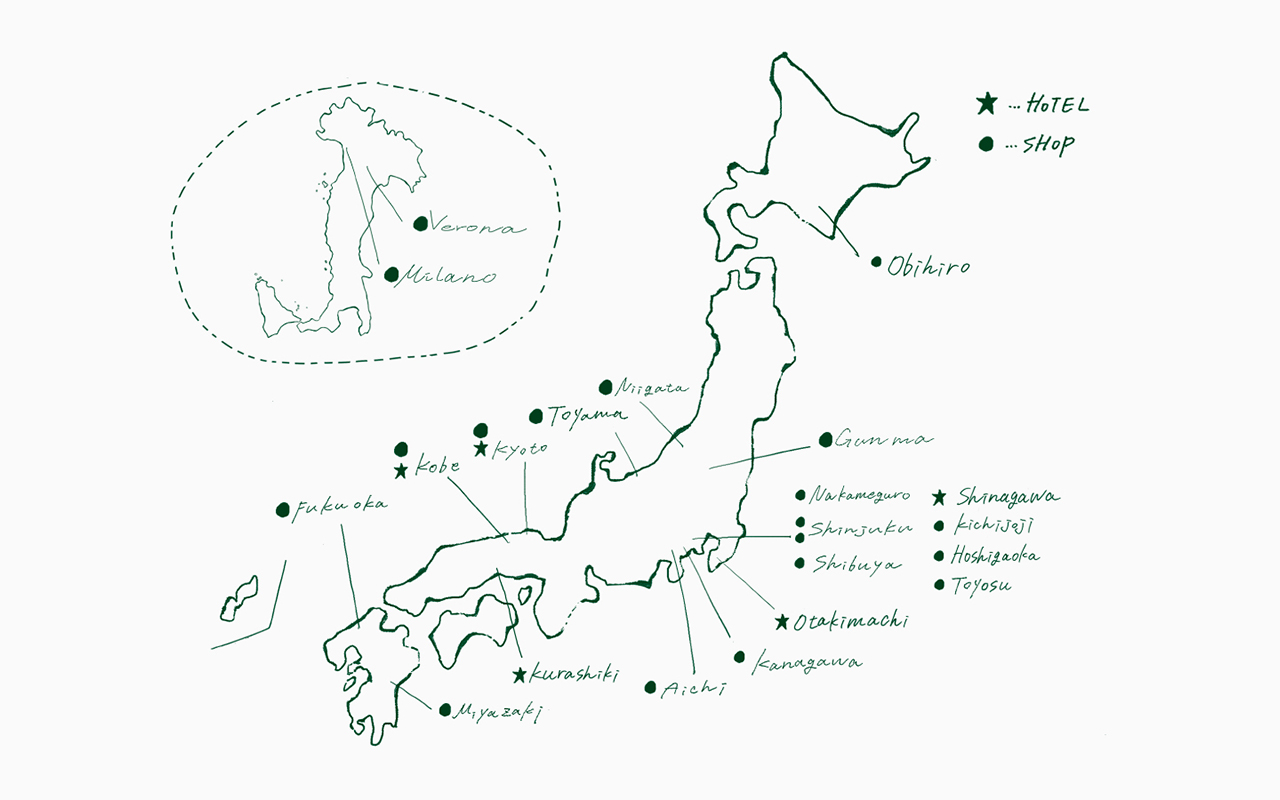 ★ ... HOTEL
● ... SHOP
Verona
Milano
Obihiro
Niigata
Toyama
Kyoto
Kobe
Fukuoka
Gunma
Nakameguro
Shinjuku
Shibuya
Shinagawa
Kichijoji
Hoshigaoka
Toyosu
Otakimachi
Kanagawa
Aichi
Kurashiki
Miyazaki